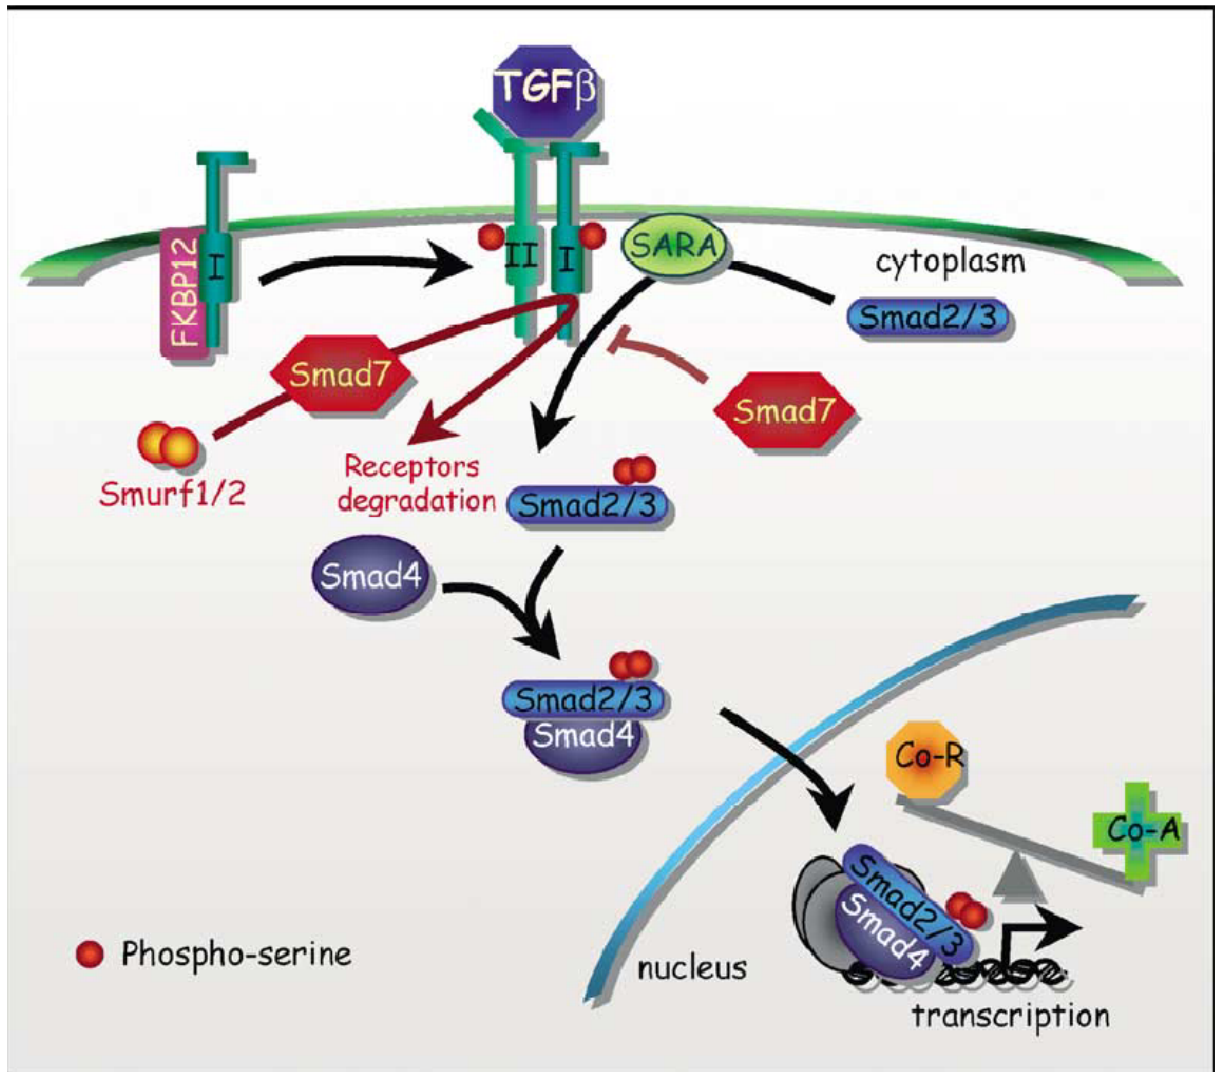 TGFβ
FKBP12
I
II
I
SARA
cytoplasm
Smad2/3
Smad7
Smad7
Smurf1/2
Receptors
degradation
Smad2/3
Smad4
Smad2/3
Smad4
Co-R
Co-A
Smad2/3
Smad4
Phospho-serine
nucleus
transcription